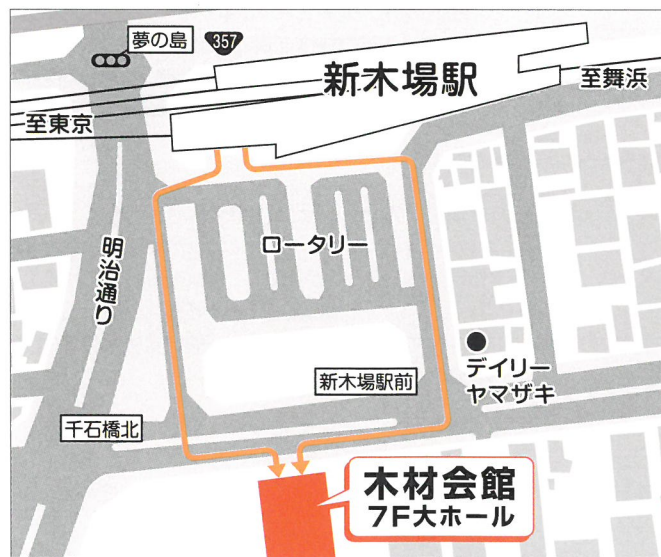 夢の島
357
新木場駅
至舞浜
至東京
ロータリー
明治通り
デイリー
ヤマザキ
新木場駅前
千石橋北
木材会館
7F大ホール